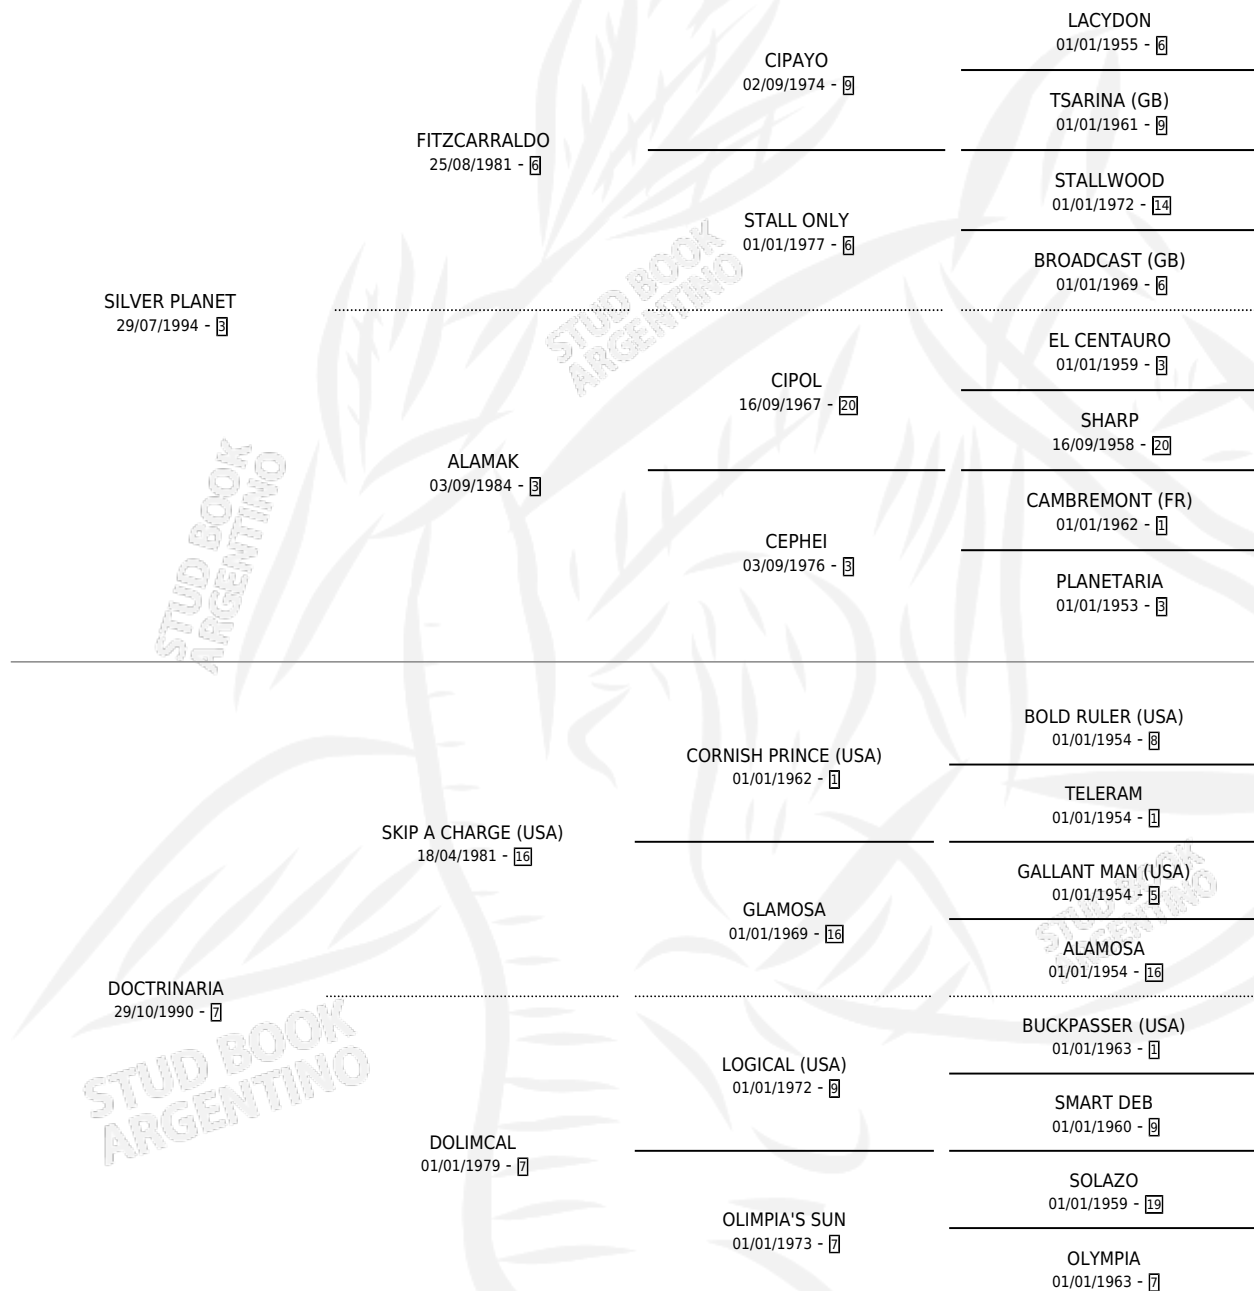 LACYDON
01/01/1955 - 6
CIPAYO
02/09/1974 - 9
TSARINA (GB)
01/01/1961 - 9
FITZCARRALDO
25/08/1981 - 6
STALLWOOD
01/01/1972 - 14
STALL ONLY
01/01/1977 - 6
BROADCAST (GB)
01/01/1969 - 6
SILVER PLANET
29/07/1994 - 3
STUD BOOK
ARGENTINO
EL CENTAURO
01/01/1959 - 3
CIPOL
16/09/1967 - 20
SHARP
16/09/1958 - 20
ALAMAK
03/09/1984 - 3
CAMBREMONT (FR)
01/01/1962 - 1
CEPHEI
03/09/1976 - 3
PLANETARIA
01/01/1953 - 3
STUD BOOK
ARGENTINO
BOLD RULER (USA)
01/01/1954 - 8
CORNISH PRINCE (USA)
01/01/1962 - 1
TELERAM
01/01/1954 - 1
SKIP A CHARGE (USA)
18/04/1981 - 16
GALLANT MAN (USA)
01/01/1954 - 5
GLAMOSA
01/01/1969 - 16
ALAMOSA
01/01/1954 - 16
STUD BOOK
ARGENTINO
DOCTRINARIA
29/10/1990 - 7
BUCKPASSER (USA)
01/01/1963 - 1
LOGICAL (USA)
01/01/1972 - 9
SMART DEB
01/01/1960 - 9
STUD BOOK
ARGENTINO
DOLIMCAL
01/01/1979 - 7
SOLAZO
01/01/1959 - 19
OLIMPIA'S SUN
01/01/1973 - 7
OLYMPIA
01/01/1963 - 7